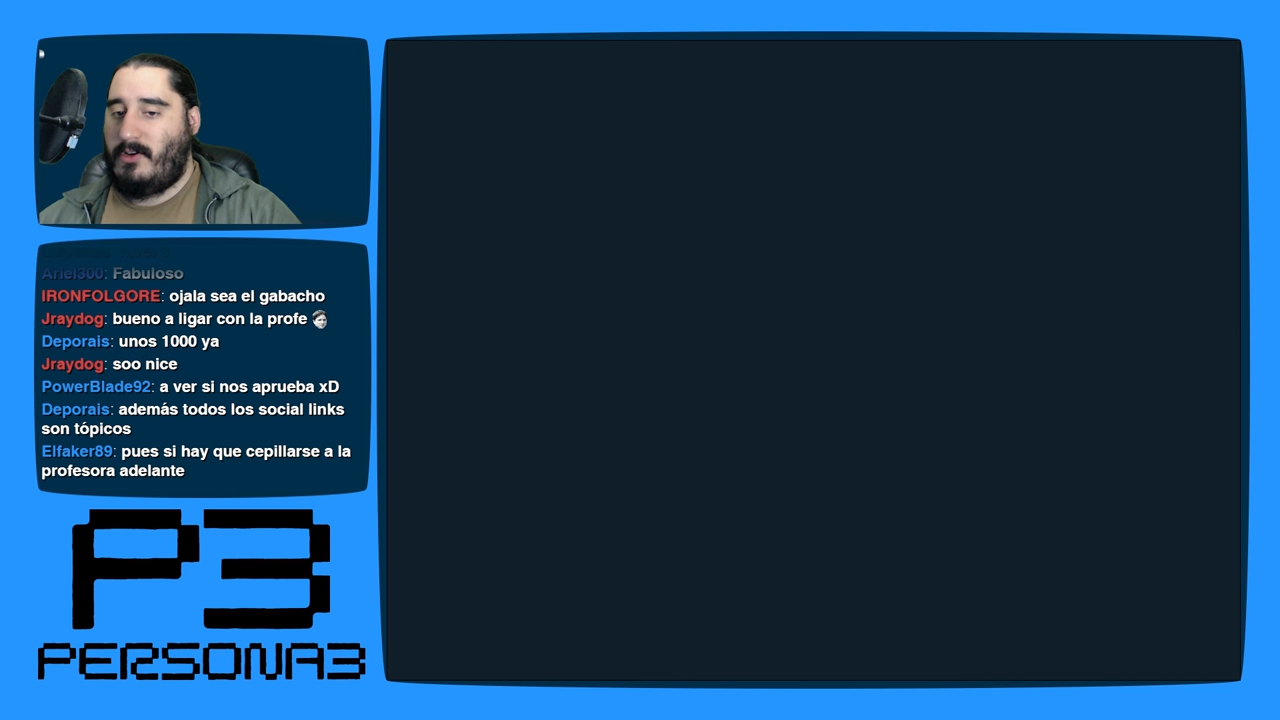 Ariel300: Fabuloso
IRONFOLGORE: ojala sea el gabacho
Jraydog: bueno a ligar con la profe
Deporais: unos 1000 ya
Jraydog: soo nice
PowerBlade92: a ver si nos aprueba xD
Deporais: además todos los social links
son tópicos
Elfaker89: pues si hay que cepillarse a la
profesora adelante
P3
PERSONA3